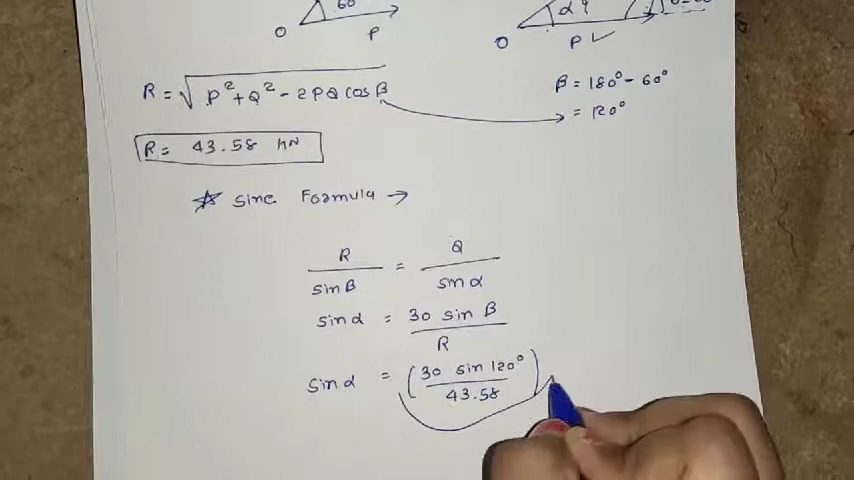 60°
O
P
α ?
O
P ✓
R = √P² + Q² - 2PQ cos β
β = 180° - 60°
= 120°
R = 43.58 kN
☆ Sine Formula →
R / sin β = Q / sin α
sin α = 30 sin β / R
sin α = (30 sin 120° / 43.58)